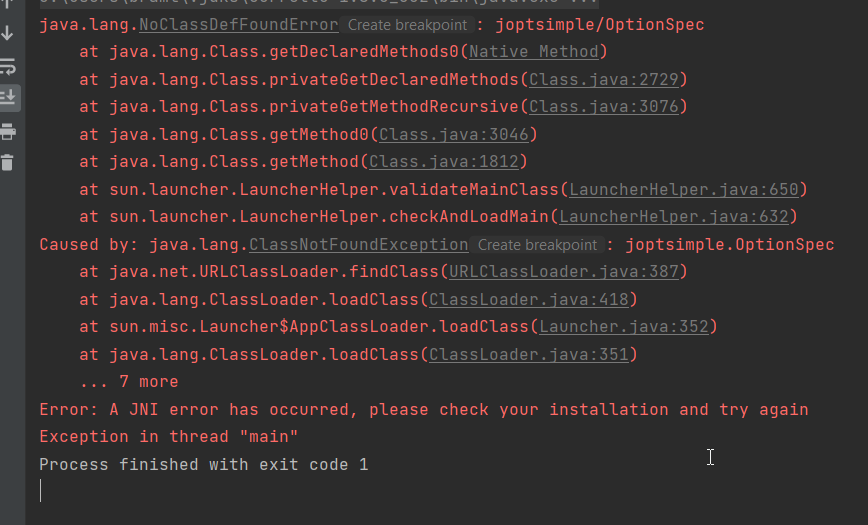 java.lang.NoClassDefFoundError Create breakpoint : joptsimple/OptionSpec
at java.lang.Class.getDeclaredMethods0(Native Method)
at java.lang.Class.privateGetDeclaredMethods(Class.java:2729)
at java.lang.Class.privateGetMethodRecursive(Class.java:3076)
at java.lang.Class.getMethod0(Class.java:3046)
at java.lang.Class.getMethod(Class.java:1812)
at sun.launcher.LauncherHelper.validateMainClass(LauncherHelper.java:650)
at sun.launcher.LauncherHelper.checkAndLoadMain(LauncherHelper.java:632)
Caused by: java.lang.ClassNotFoundException Create breakpoint : joptsimple.OptionSpec
at java.net.URLClassLoader.findClass(URLClassLoader.java:387)
at java.lang.ClassLoader.loadClass(ClassLoader.java:418)
at sun.misc.Launcher$AppClassLoader.loadClass(Launcher.java:352)
at java.lang.ClassLoader.loadClass(ClassLoader.java:351)
... 7 more
Error: A JNI error has occurred, please check your installation and try again
Exception in thread "main"
Process finished with exit code 1